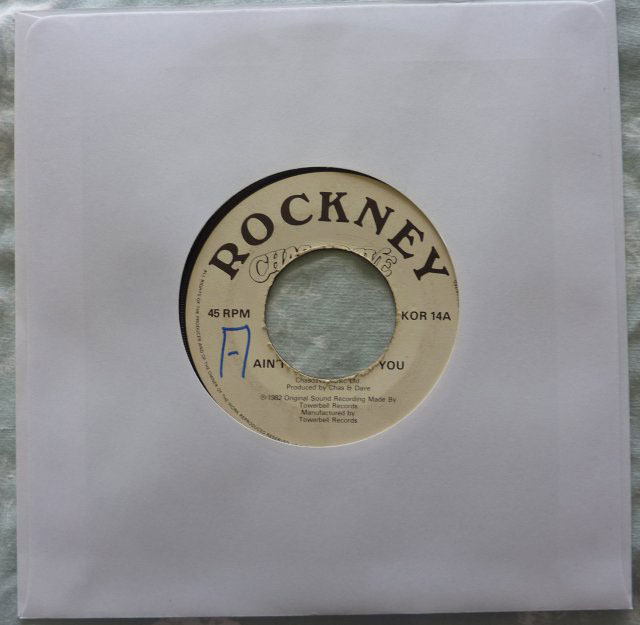 ROCKNEY
45 RPM
KOR 14A
A
AIN'T YOU
Produced by Chas & Dave
℗ 1982 Original Sound Recording Made By
Towerbell Records
Manufactured by
Towerbell Records